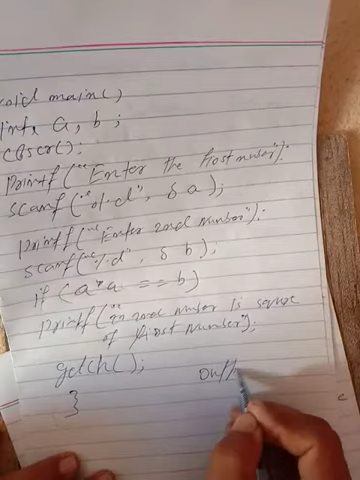 void main()
int a, b ;
clrscr();
printf("Enter the first number");
scanf("%d", & a);
printf("Enter 2nd number");
scanf("%d", & b);
if (a*a == b)
printf("2nd number is square
of first number");
getch();
}